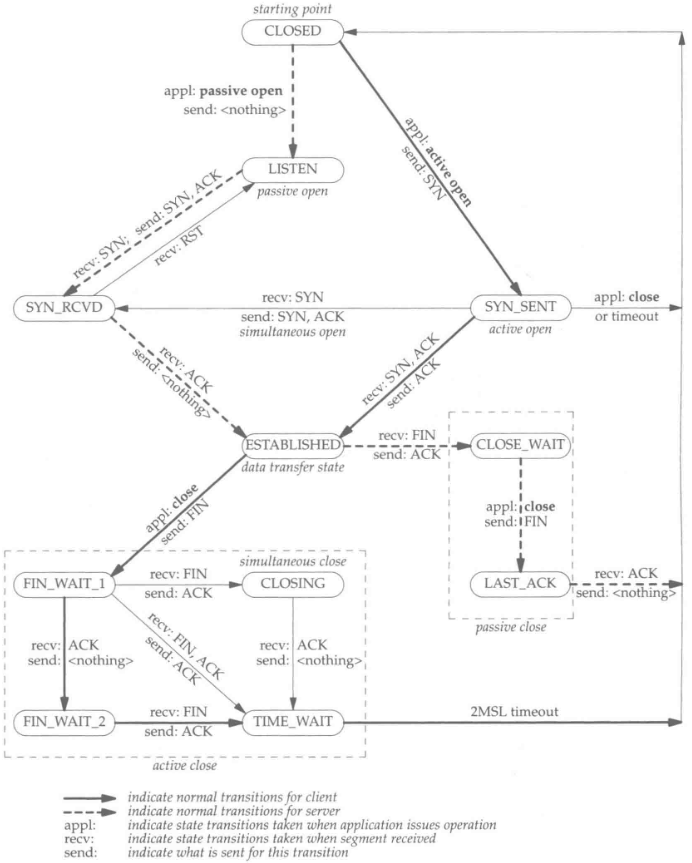 starting point
CLOSED
appl: passive open
send: <nothing>
appl: active open
send: SYN
LISTEN
passive open
recv: SYN; send: SYN, ACK
recv: RST
SYN_RCVD
recv: SYN
send: SYN, ACK
simultaneous open
SYN_SENT
active open
appl: close
or timeout
recv: ACK
send: <nothing>
recv: SYN, ACK
send: ACK
ESTABLISHED
data transfer state
recv: FIN
send: ACK
CLOSE_WAIT
appl: close
send: FIN
appl: close
send: FIN
LAST_ACK
passive close
recv: ACK
send: <nothing>
simultaneous close
FIN_WAIT_1
recv: FIN
send: ACK
CLOSING
recv: ACK
send: <nothing>
recv: FIN, ACK
send: ACK
recv: ACK
send: <nothing>
FIN_WAIT_2
recv: FIN
send: ACK
TIME_WAIT
2MSL timeout
active close
indicate normal transitions for client
indicate normal transitions for server
appl: indicate state transitions taken when application issues operation
recv: indicate state transitions taken when segment received
send: indicate what is sent for this transition